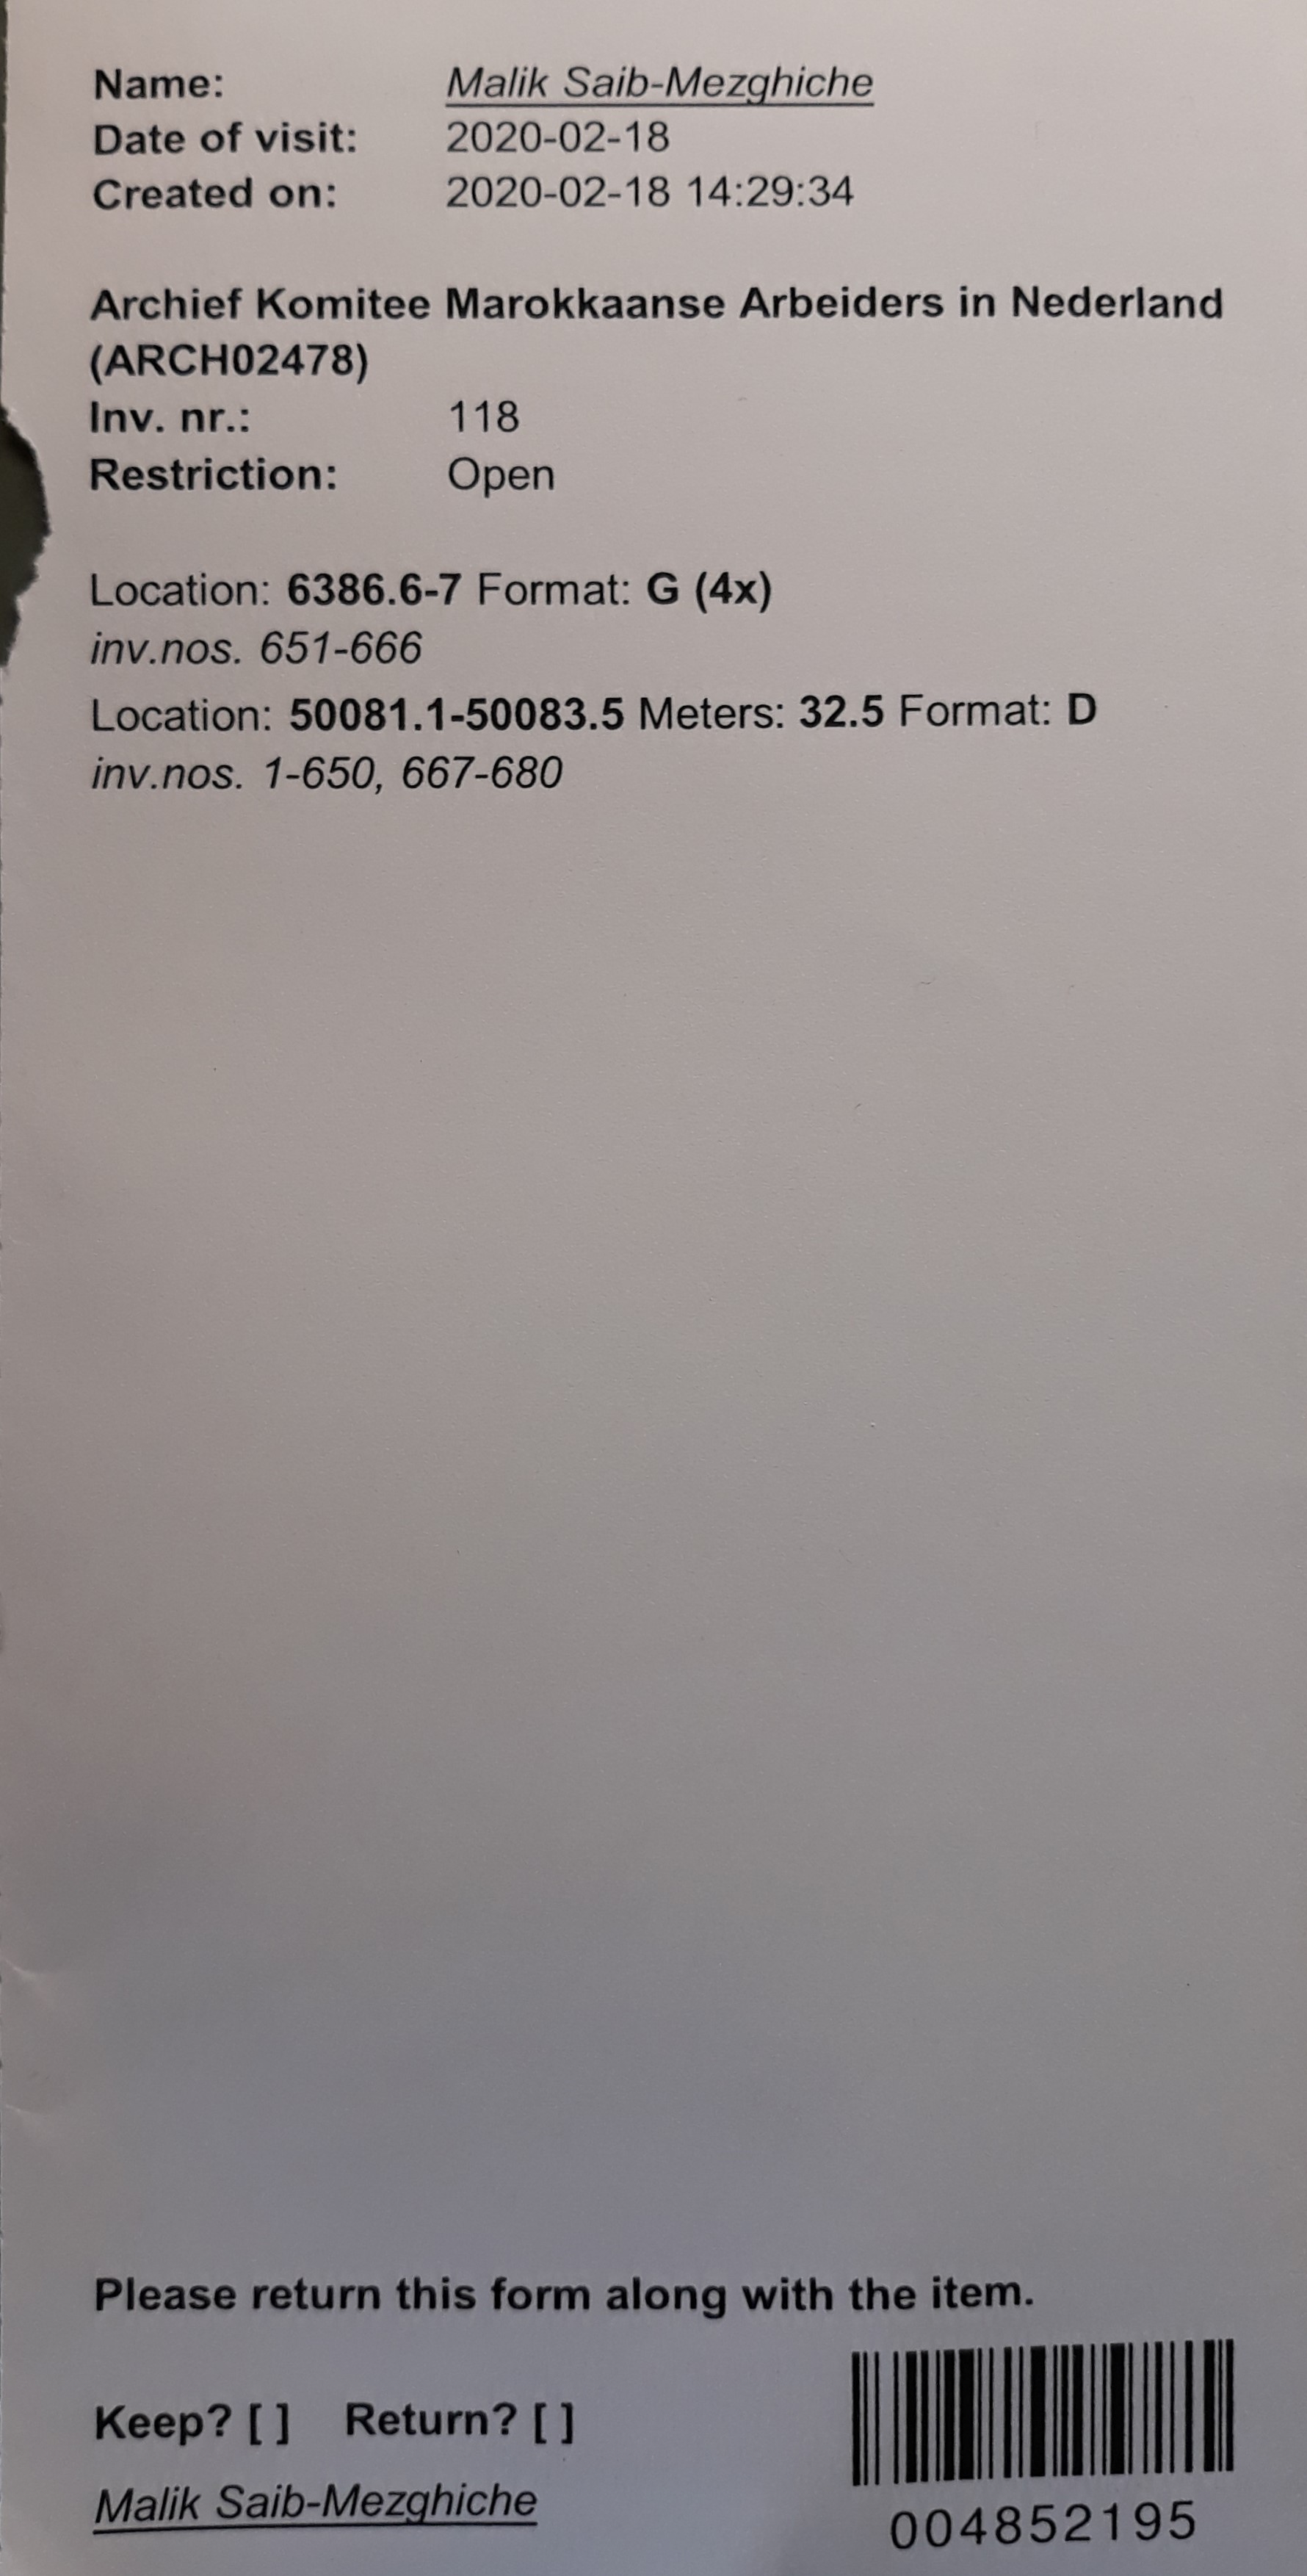 Name: Malik Saib-Mezghiche
Date of visit: 2020-02-18
Created on: 2020-02-18 14:29:34
Archief Komitee Marokkaanse Arbeiders in Nederland
(ARCH02478)
Inv. nr.: 118
Restriction: Open
Location: 6386.6-7 Format: G (4x)
inv.nos. 651-666
Location: 50081.1-50083.5 Meters: 32.5 Format: D
inv.nos. 1-650, 667-680
Please return this form along with the item.
Keep? [ ] Return? [ ]
Malik Saib-Mezghiche
004852195